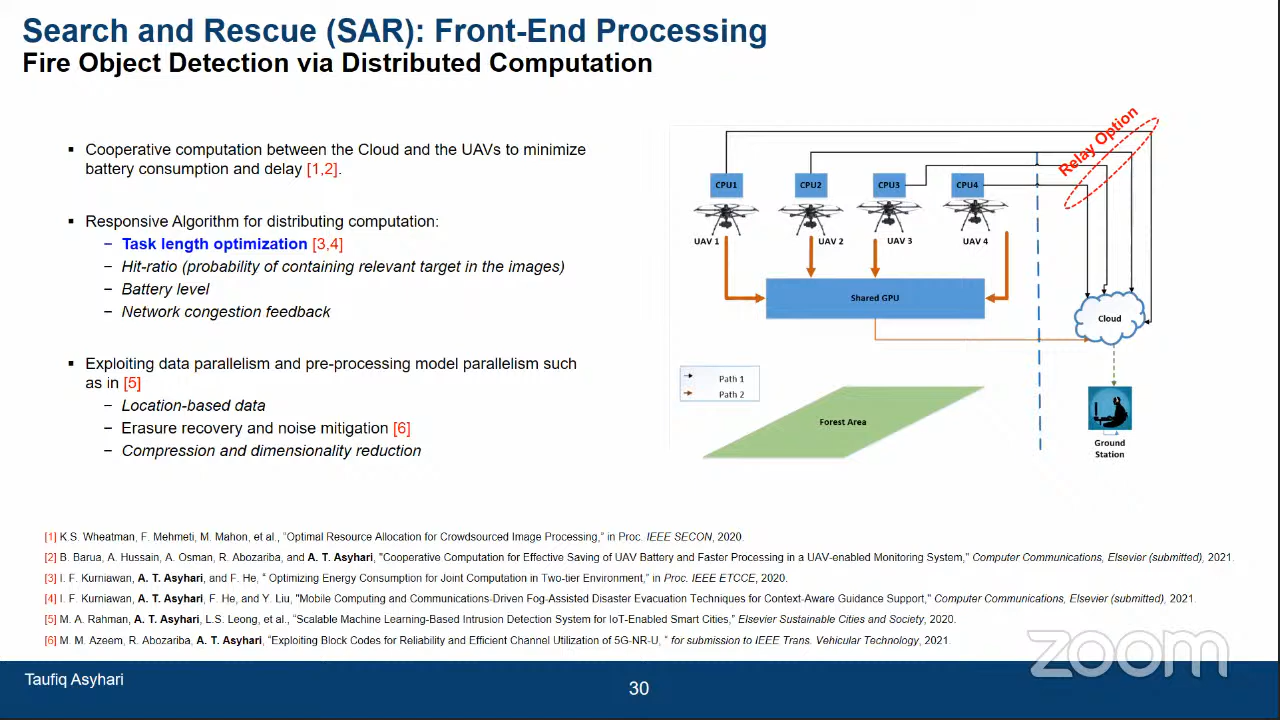 Search and Rescue (SAR): Front-End Processing
Fire Object Detection via Distributed Computation
▪ Cooperative computation between the Cloud and the UAVs to minimize
battery consumption and delay [1,2].
▪ Responsive Algorithm for distributing computation:
− Task length optimization [3,4]
− Hit-ratio (probability of containing relevant target in the images)
− Battery level
− Network congestion feedback
▪ Exploiting data parallelism and pre-processing model parallelism such
as in [5]
− Location-based data
− Erasure recovery and noise mitigation [6]
− Compression and dimensionality reduction
Relay Option
CPU1
CPU2
CPU3
CPU4
UAV 1
UAV 2
UAV 3
UAV 4
Shared GPU
Cloud
Path 1
Path 2
Forest Area
Ground
Station
[1] K.S. Wheatman, F. Mehmeti, M. Mahon, et al., "Optimal Resource Allocation for Crowdsourced Image Processing," in Proc. IEEE SECON, 2020.
[2] B. Barua, A. Hussain, A. Osman, R. Abozariba, and A. T. Asyhari, "Cooperative Computation for Effective Saving of UAV Battery and Faster Processing in a UAV-enabled Monitoring System," Computer Communications, Elsevier (submitted), 2021.
[3] I. F. Kurniawan, A. T. Asyhari, and F. He, " Optimizing Energy Consumption for Joint Computation in Two-tier Environment," in Proc. IEEE ETCCE, 2020.
[4] I. F. Kurniawan, A. T. Asyhari, F. He, and Y. Liu, "Mobile Computing and Communications-Driven Fog-Assisted Disaster Evacuation Techniques for Context-Aware Guidance Support," Computer Communications, Elsevier (submitted), 2021.
[5] M. A. Rahman, A. T. Asyhari, L.S. Leong, et al., "Scalable Machine Learning-Based Intrusion Detection System for IoT-Enabled Smart Cities," Elsevier Sustainable Cities and Society, 2020.
[6] M. M. Azeem, R. Abozariba, A. T. Asyhari, "Exploiting Block Codes for Reliability and Efficient Channel Utilization of 5G-NR-U, " for submission to IEEE Trans. Vehicular Technology, 2021.
zoom
Taufiq Asyhari
30